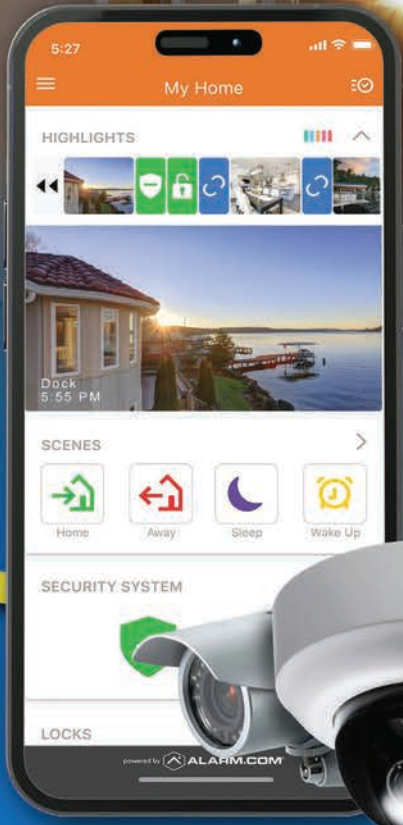 5:27
My Home
HIGHLIGHTS
Dock
5:55 PM
SCENES
Home Away Sleep Wake Up
SECURITY SYSTEM
LOCKS
powered by ALARM.COM